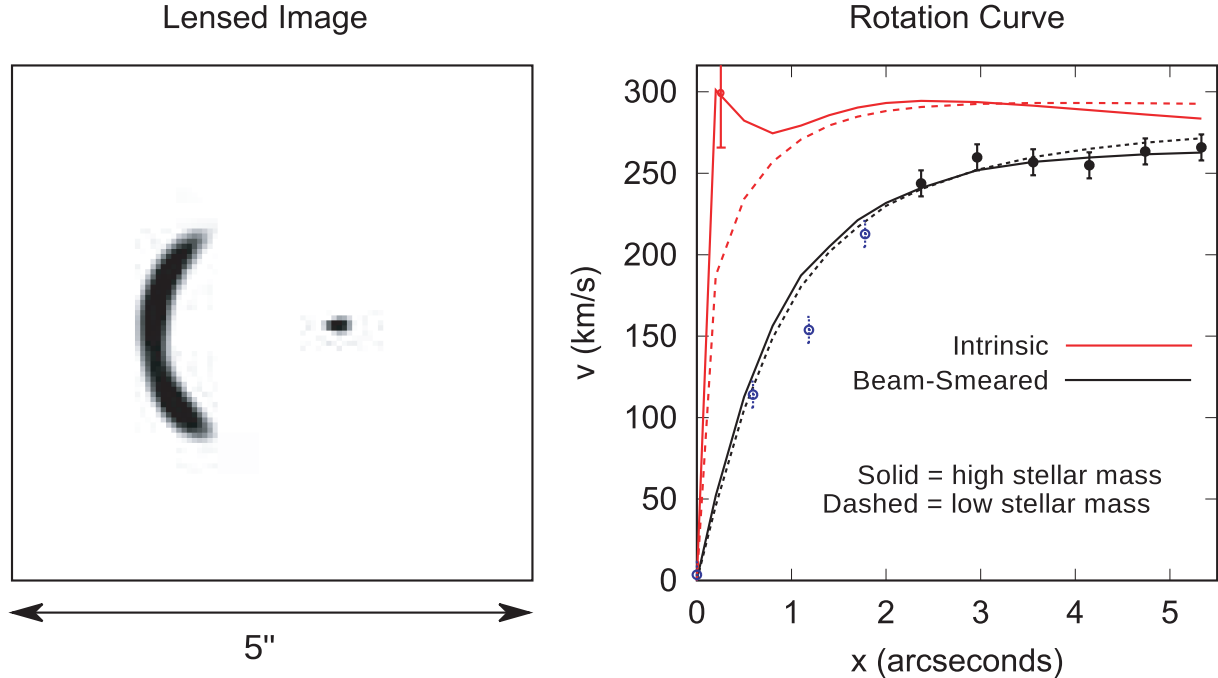 Lensed Image
5"
Rotation Curve
300
250
200
150
100
50
0
v (km/s)
Intrinsic
Beam-Smeared
Solid = high stellar mass
Dashed = low stellar mass
0 1 2 3 4 5
x (arcseconds)